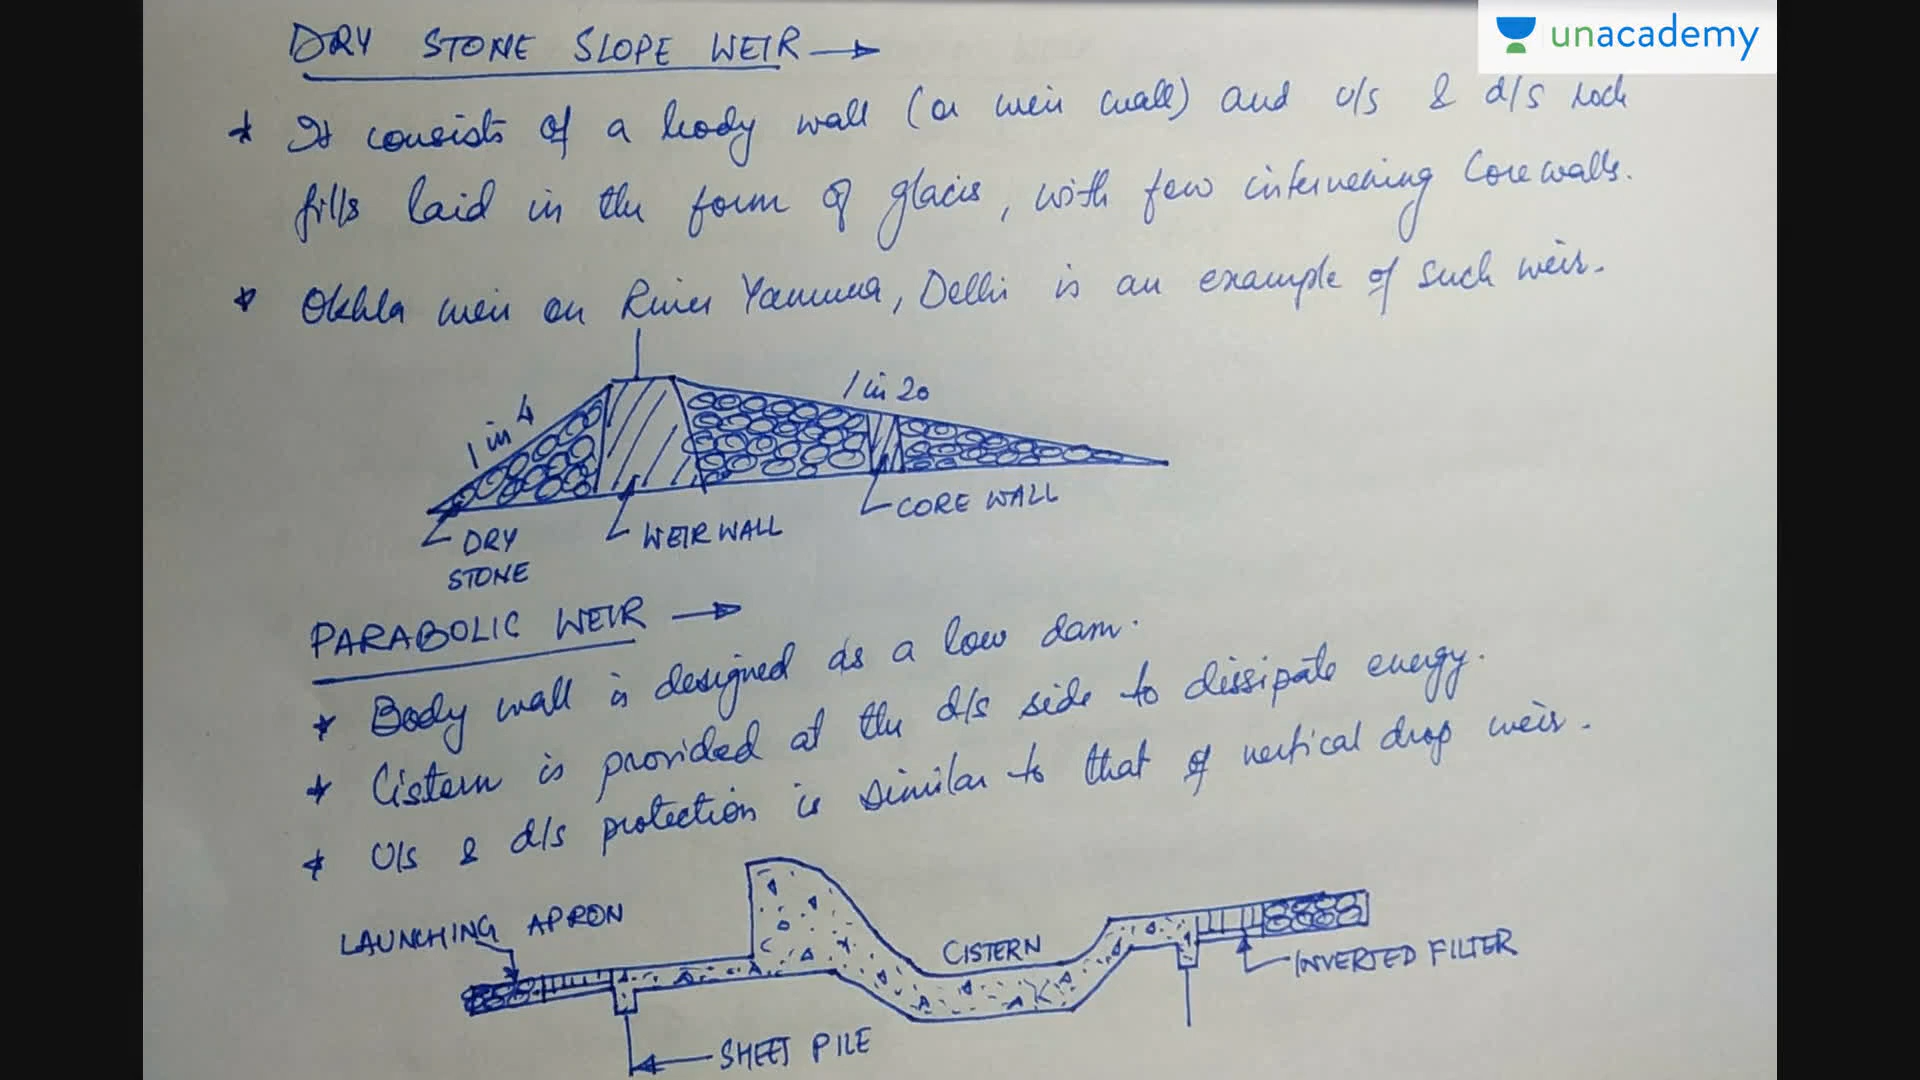 unacademy
DRY STONE SLOPE WEIR
* It consists of a body wall (or weir wall) and u/s & d/s rock
fills laid in the form of glacis, with few intervening Core walls.
* Okhla weir on River Yamuna, Delhi is an example of such weir.
1 in 4
1 in 20
DRY
STONE
WEIR WALL
CORE WALL
PARABOLIC WEIR
* Body wall is designed as a low dam.
* Cistern is provided at the d/s side to dissipate energy.
* U/s & d/s protection is similar to that of vertical drop weir.
LAUNCHING APRON
CISTERN
INVERTED FILTER
SHEET PILE